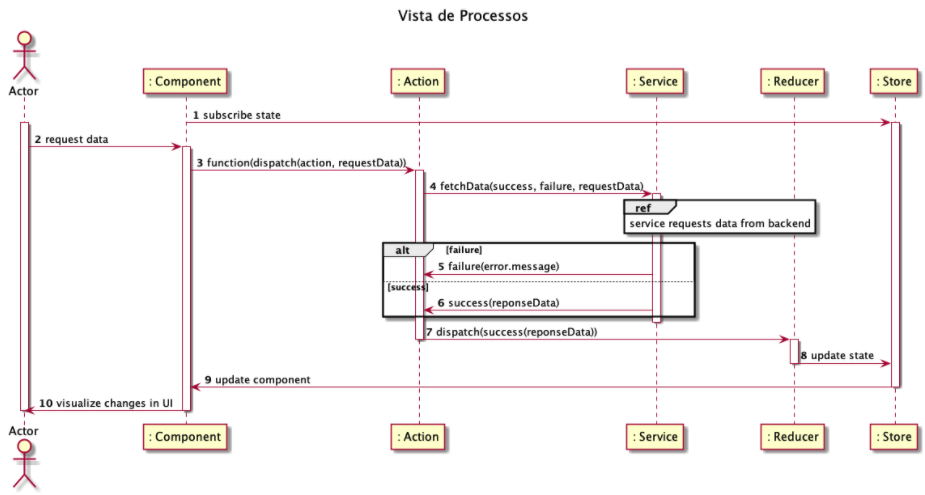 Vista de Processos
Actor
: Component
: Action
: Service
: Reducer
: Store
1 subscribe state
2 request data
3 function(dispatch(action, requestData))
4 fetchData(success, failure, requestData)
ref
service requests data from backend
alt [failure]
5 failure(error.message)
[success]
6 success(reponseData)
7 dispatch(success(reponseData))
8 update state
9 update component
10 visualize changes in UI
Actor
: Component
: Action
: Service
: Reducer
: Store